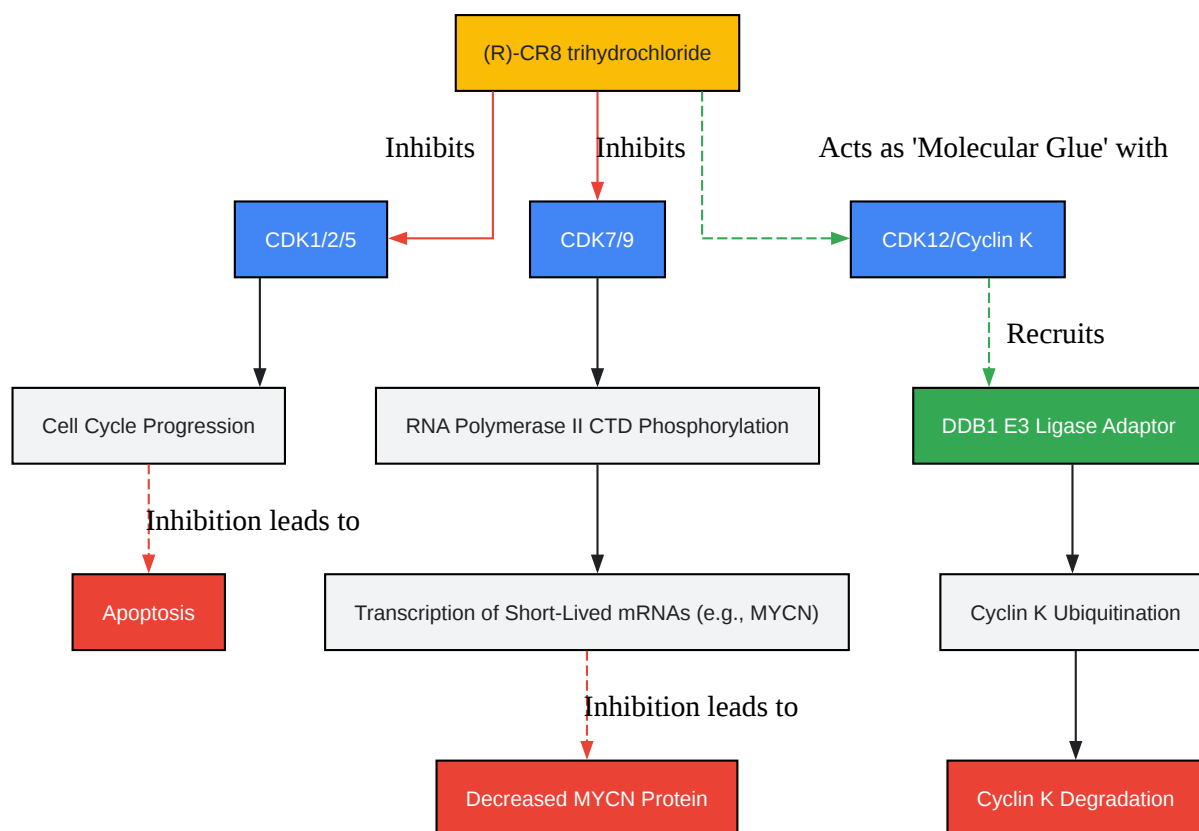 (R)-CR8 trihydrochloride
Inhibits
Inhibits
Acts as 'Molecular Glue' with
CDK1/2/5
CDK7/9
CDK12/Cyclin K
Recruits
Cell Cycle Progression
RNA Polymerase II CTD Phosphorylation
DDB1 E3 Ligase Adaptor
Inhibition leads to
Apoptosis
Transcription of Short-Lived mRNAs (e.g., MYCN)
Cyclin K Ubiquitination
Inhibition leads to
Decreased MYCN Protein
Cyclin K Degradation